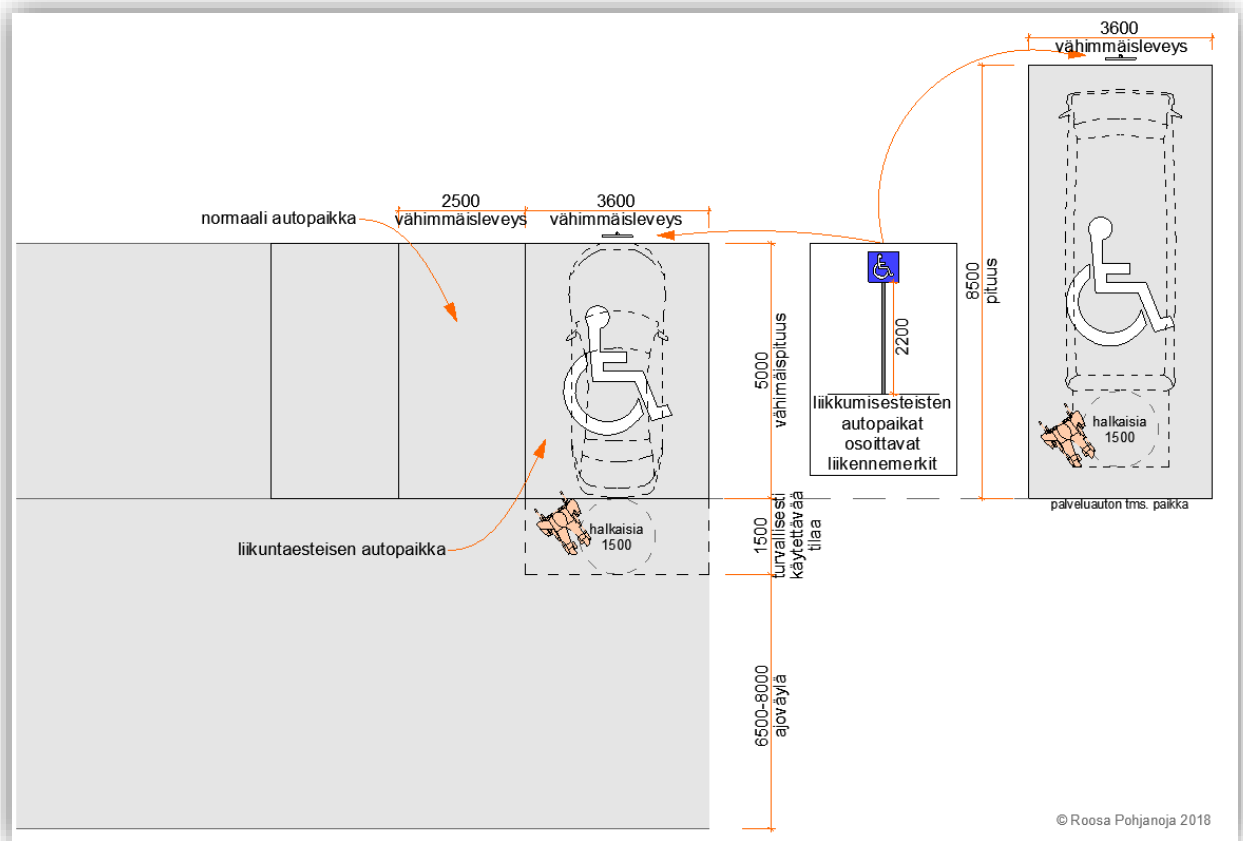 3600
vähimmäisleveys
2500
vähimmäisleveys
3600
vähimmäisleveys
normaali autopaikka
8500
pituus
5000
vähimäispituus
2200
liikkumisesteisten
autopaikat
osoittavat
liikennemerkit
halkaisia
1500
palveluauton tms. paikka
liikuntaesteisen autopaikka
halkaisia
1500
1500
turvallisesti
käytettävää
tilaa
6500-8000
ajoväylä
© Roosa Pohjanoja 2018